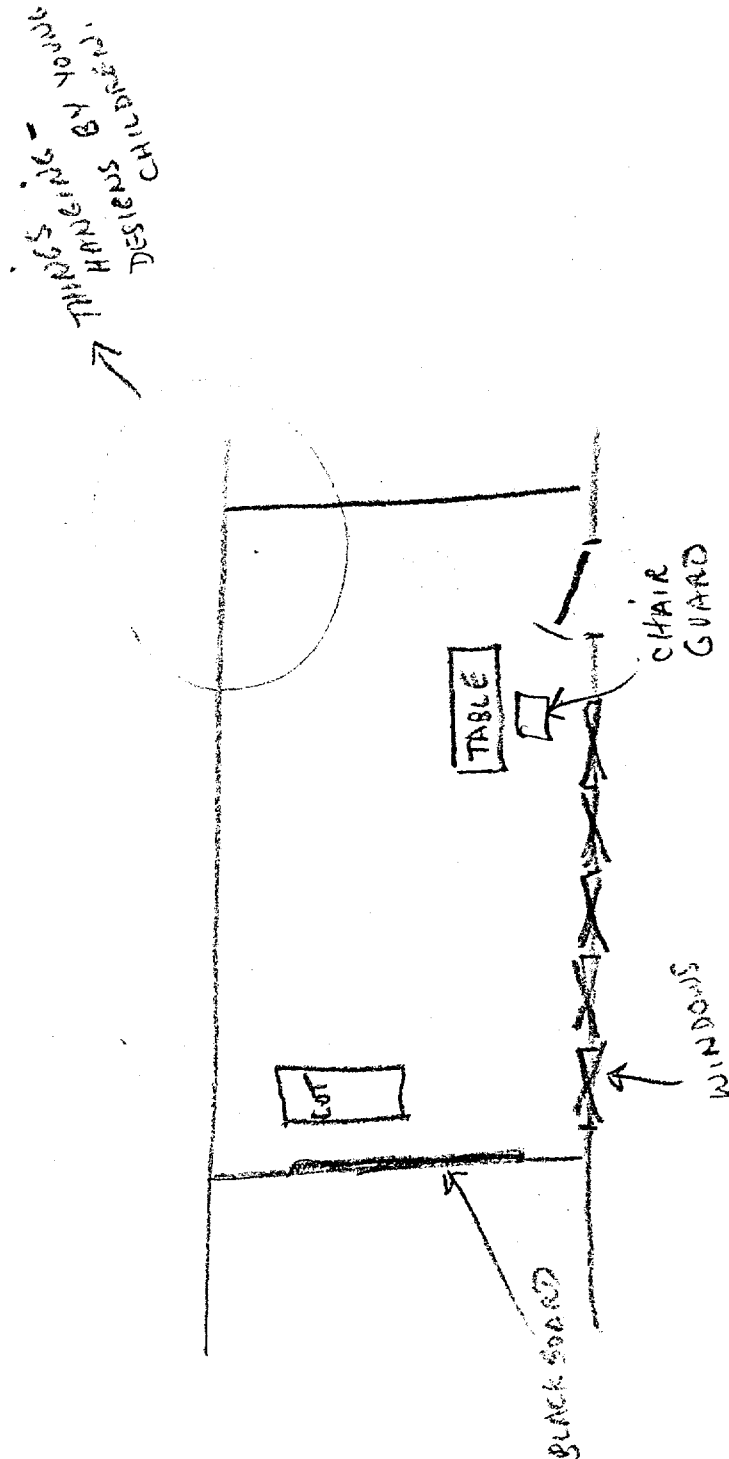 THINGS
HANGING -
DESIGNS BY YOUNG
CHILDREN.
TABLE
CHAIR
GUARD
COT
WINDOWS
BLACK BOARD